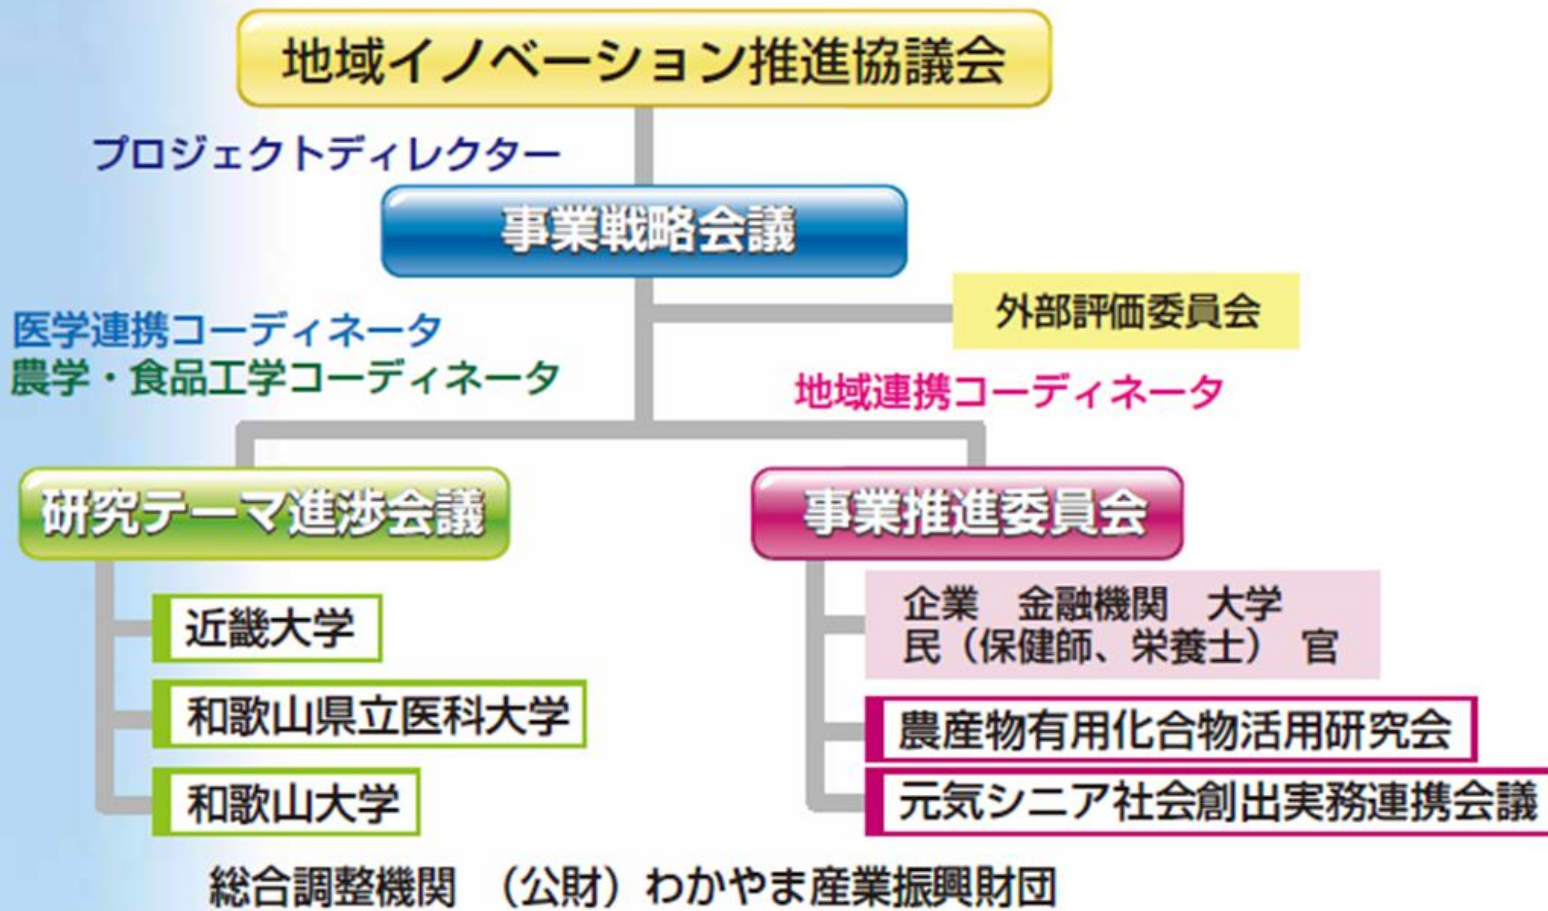 地域イノベーション推進協議会
プロジェクトディレクター
事業戦略会議
外部評価委員会
医学連携コーディネータ
農学・食品工学コーディネータ
地域連携コーディネータ
研究テーマ進捗会議
事業推進委員会
近畿大学
和歌山県立医科大学
和歌山大学
企業　金融機関　大学
民（保健師、栄養士）　官
農産物有用化合物活用研究会
元気シニア社会創出実務連携会議
総合調整機関　（公財）わかやま産業振興財団